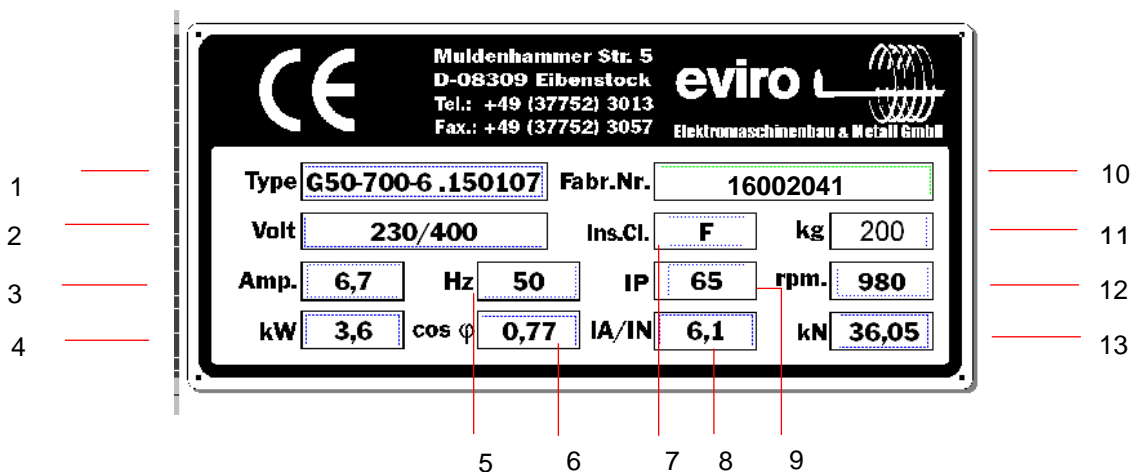 CE
Muldenhammer Str. 5
D-08309 Eibenstock
Tel.: +49 (37752) 3013
Fax.: +49 (37752) 3057
eviro
Elektromaschinenbau & Metall GmbH
1 Type G50-700-6 .150107 Fabr.Nr. 16002041 10
2 Volt 230/400 Ins.Cl. F kg 200 11
3 Amp. 6,7 Hz 50 IP 65 rpm. 980 12
4 kW 3,6 cos φ 0,77 IA/IN 6,1 kN 36,05 13
5 6 7 8 9